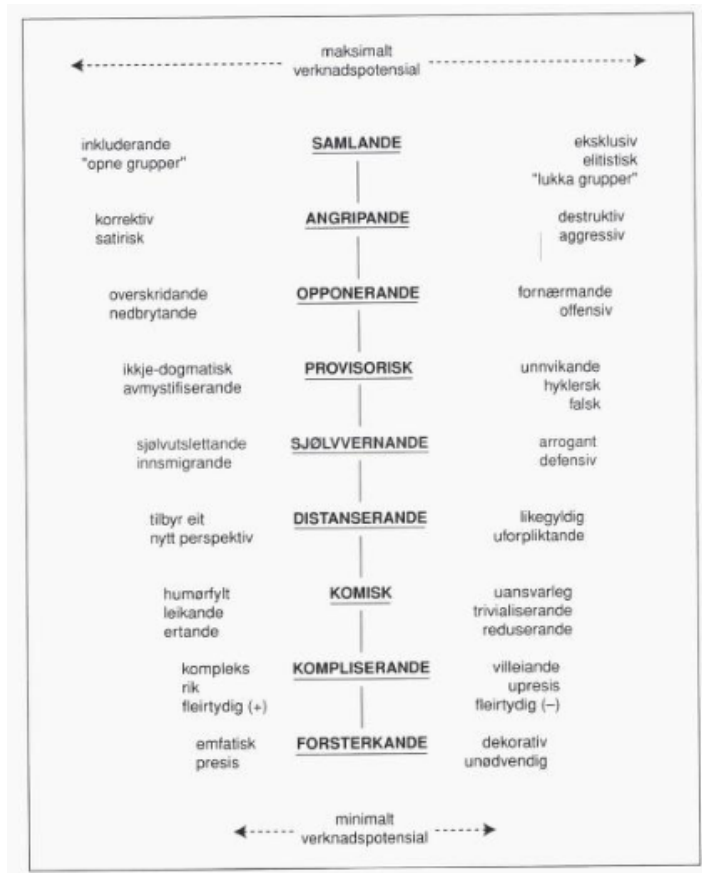 maksimalt
verknadspotensial
inkluderande SAMLANDE eksklusiv
"opne grupper" elitistisk
"lukka grupper"
korrektiv ANGRIPANDE destruktiv
satirisk aggressiv
overskridande OPPONERANDE fornærmande
nedbrytande offensiv
ikkje-dogmatisk PROVISORISK unnvikande
avmystifiserande hyklersk
falsk
sjølvutslettande SJØLVVERNANDE arrogant
innsmigrande defensiv
tilbyr eit DISTANSERANDE likegyldig
nytt perspektiv uforpliktande
humørfylt KOMISK uansvarleg
leikande trivialiserande
ertande reduserande
kompleks KOMPLISERANDE villeiande
rik upresis
fleirtydig (+) fleirtydig (–)
emfatisk FORSTERKANDE dekorativ
presis unødvendig
minimalt
verknadspotensial